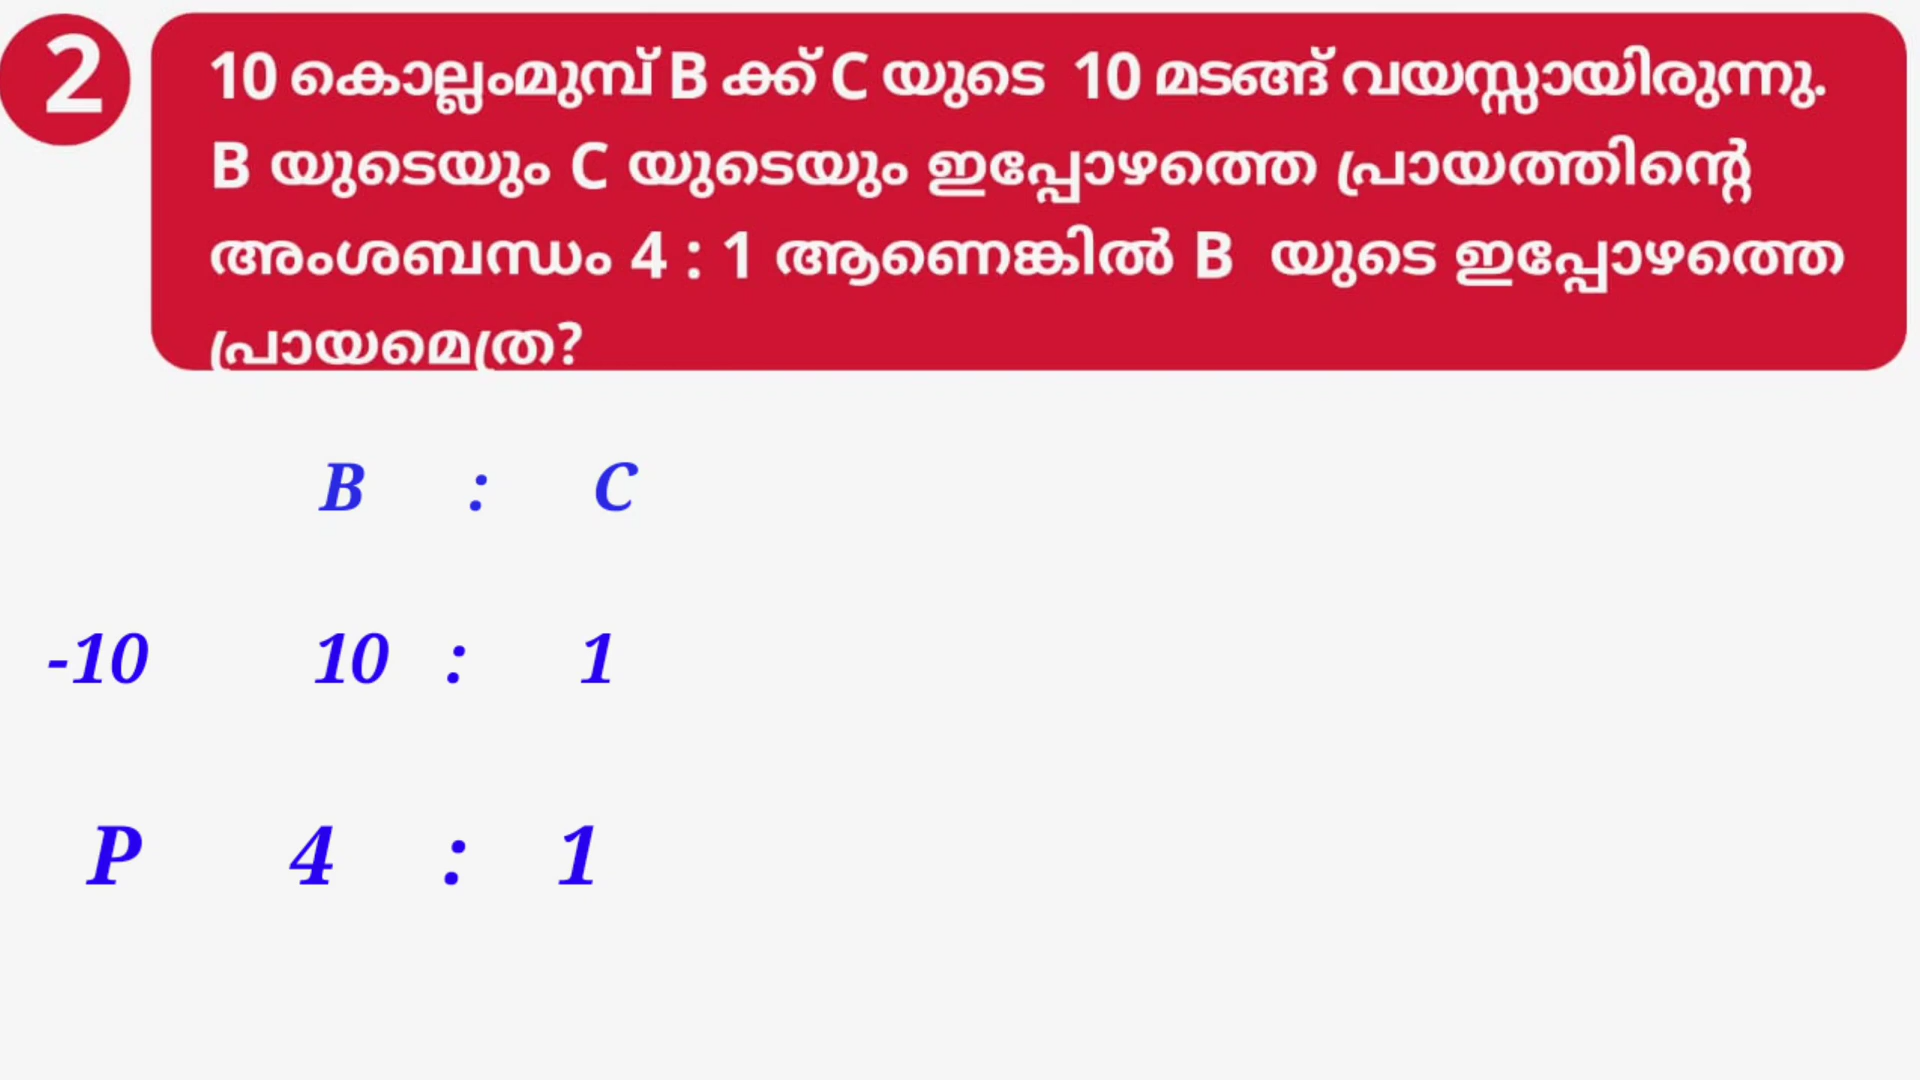 2
10 കൊല്ലംമുമ്പ് B ക്ക് C യുടെ 10 മടങ്ങ് വയസ്സായിരുന്നു.
B യുടെയും C യുടെയും ഇപ്പോഴത്തെ പ്രായത്തിന്റെ
അംശബന്ധം 4 : 1 ആണെങ്കിൽ B യുടെ ഇപ്പോഴത്തെ
പ്രായമെത്ര?
B : C
-10 10 : 1
P 4 : 1